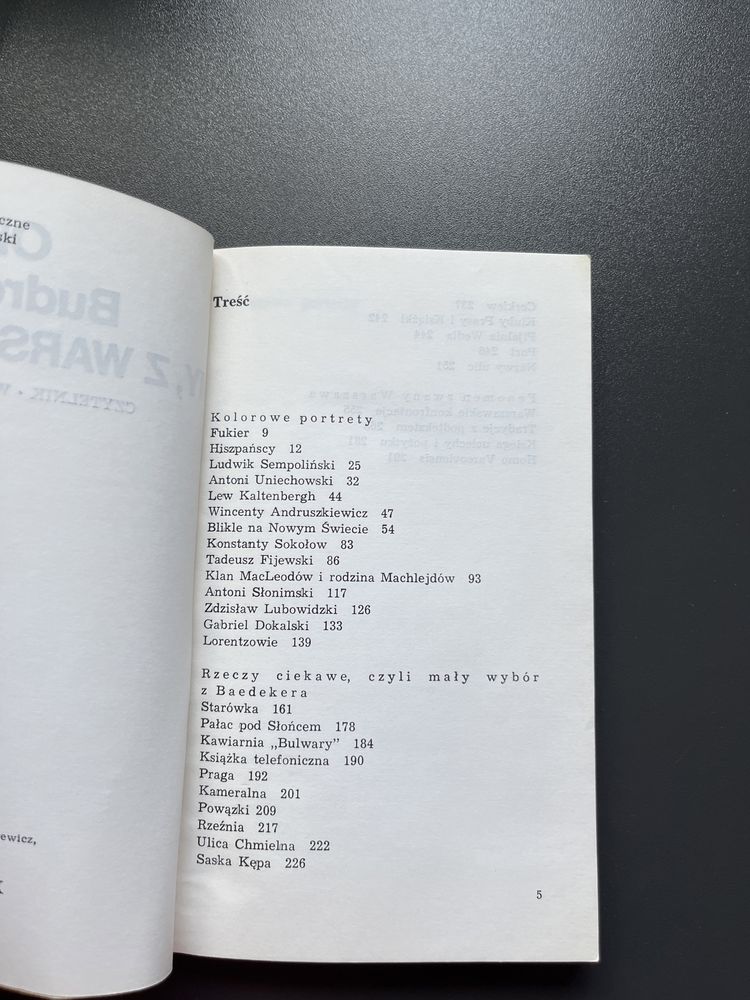 czne
ski
ewicz,
Treść
Kolorowe portrety
Fukier 9
Hiszpańscy 12
Ludwik Sempoliński 25
Antoni Uniechowski 32
Lew Kaltenbergh 44
Wincenty Andruszkiewicz 47
Blikle na Nowym Świecie 54
Konstanty Sokołow 83
Tadeusz Fijewski 86
Klan MacLeodów i rodzina Machlejdów 93
Antoni Słonimski 117
Zdzisław Lubowidzki 126
Gabriel Dokalski 133
Lorentzowie 139
Rzeczy ciekawe, czyli mały wybór
z Baedekera
Starówka 161
Pałac pod Słońcem 178
Kawiarnia „Bulwary” 184
Książka telefoniczna 190
Praga 192
Kameralna 201
Powązki 209
Rzeźnia 217
Ulica Chmielna 222
Saska Kępa 226
5